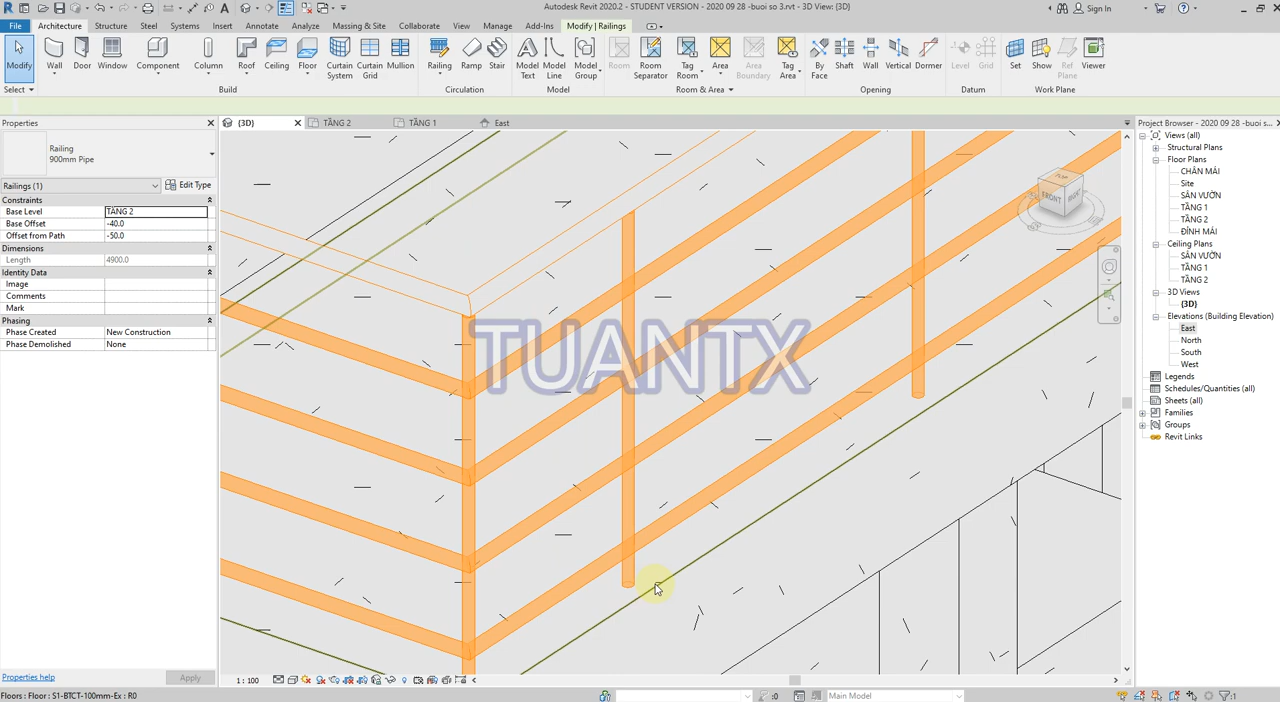 Autodesk Revit 2020.2 - STUDENT VERSION - 2020 09 28 -buoi so 3.rvt - 3D View: {3D}
Sign In
File Architecture Structure Steel Systems Insert Annotate Analyze Massing & Site Collaborate View Manage Add-Ins Modify | Railings
Modify Wall Door Window Component Column Roof Ceiling Floor Curtain System Curtain Grid Mullion Railing Ramp Stair Model Text Model Line Model Group Room Room Separator Tag Room Area Area Boundary Tag Area By Face Shaft Wall Vertical Dormer Level Grid Set Show Ref Plane Viewer
Select Build Circulation Model Room & Area Opening Datum Work Plane
Properties
{3D} TẦNG 2 TẦNG 1 East
Project Browser - 2020 09 28 -buoi s...
Railing
900mm Pipe
Railings (1) Edit Type
Constraints
Base Level TẦNG 2
Base Offset -40.0
Offset from Path -50.0
Dimensions
Length 4900.0
Identity Data
Image
Comments
Mark
Phasing
Phase Created New Construction
Phase Demolished None
TOP
FRONT
TUANTX
Views (all)
Structural Plans
Floor Plans
CHÂN MÁI
Site
SÂN VƯỜN
TẦNG 1
TẦNG 2
ĐỈNH MÁI
Ceiling Plans
SÂN VƯỜN
TẦNG 1
TẦNG 2
3D Views
{3D}
Elevations (Building Elevation)
East
North
South
West
Legends
Schedules/Quantities (all)
Sheets (all)
Families
Groups
Revit Links
Properties help Apply
1 : 100
Floors : Floor : S1-BTCT-100mm-Ex : R0
:0
Main Model
:1